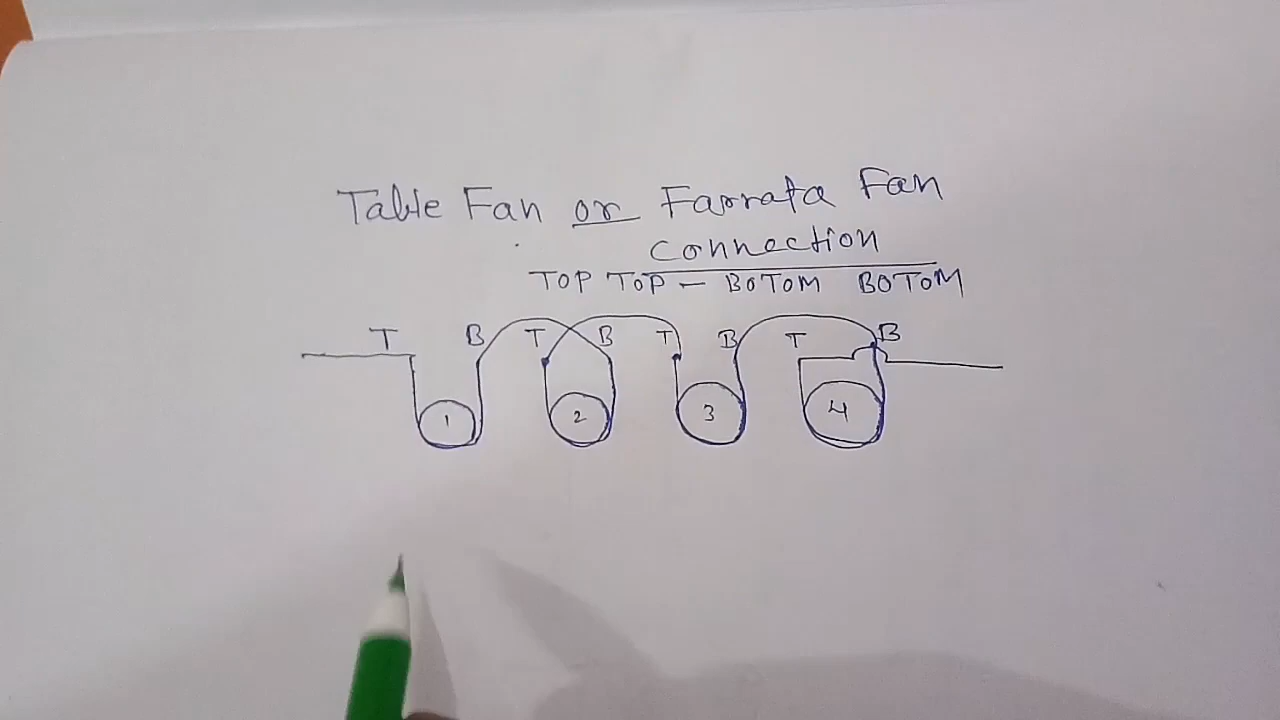 Table Fan or Farrata Fan
Connection
TOP TOP - BOTOM BOTOM
T B T B T B T B
1 2 3 4